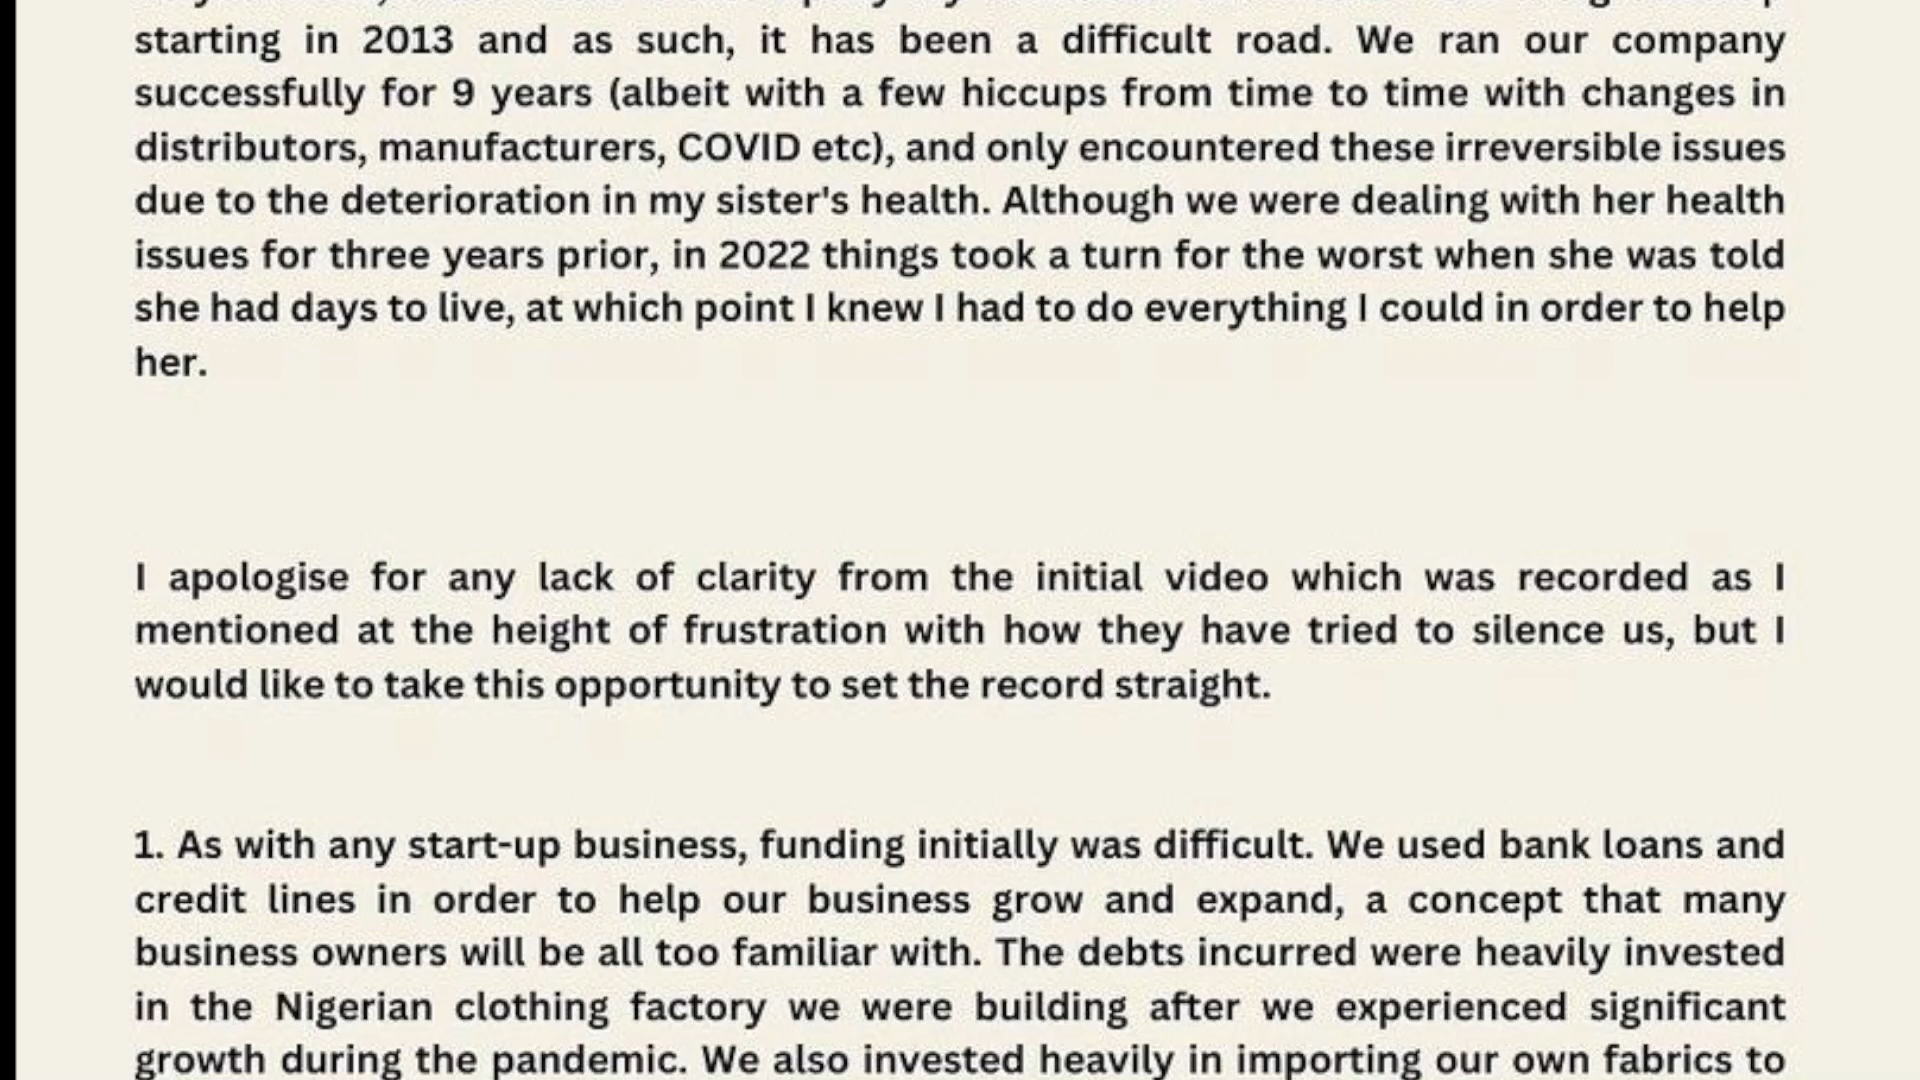 starting in 2013 and as such, it has been a difficult road. We ran our company
successfully for 9 years (albeit with a few hiccups from time to time with changes in
distributors, manufacturers, COVID etc), and only encountered these irreversible issues
due to the deterioration in my sister's health. Although we were dealing with her health
issues for three years prior, in 2022 things took a turn for the worst when she was told
she had days to live, at which point I knew I had to do everything I could in order to help
her.
I apologise for any lack of clarity from the initial video which was recorded as I
mentioned at the height of frustration with how they have tried to silence us, but I
would like to take this opportunity to set the record straight.
1. As with any start-up business, funding initially was difficult. We used bank loans and
credit lines in order to help our business grow and expand, a concept that many
business owners will be all too familiar with. The debts incurred were heavily invested
in the Nigerian clothing factory we were building after we experienced significant
growth during the pandemic. We also invested heavily in importing our own fabrics to